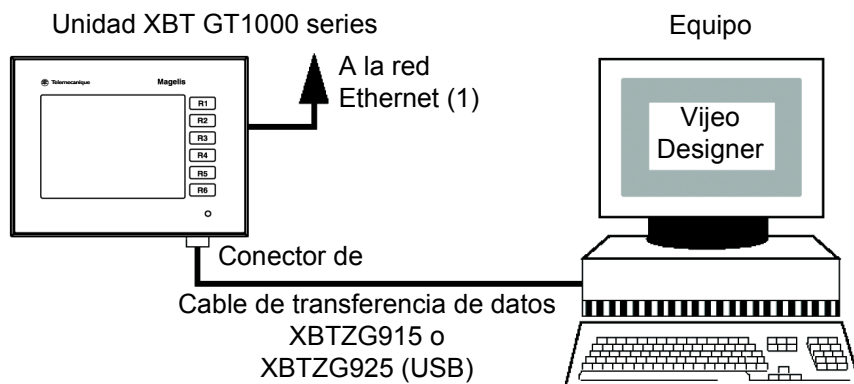 Unidad XBT GT1000 series
Equipo
Telemecanique
Magelis
R1
R2
R3
R4
R5
R6
A la red
Ethernet (1)
Vijeo
Designer
Conector de
Cable de transferencia de datos
XBTZG915 o
XBTZG925 (USB)